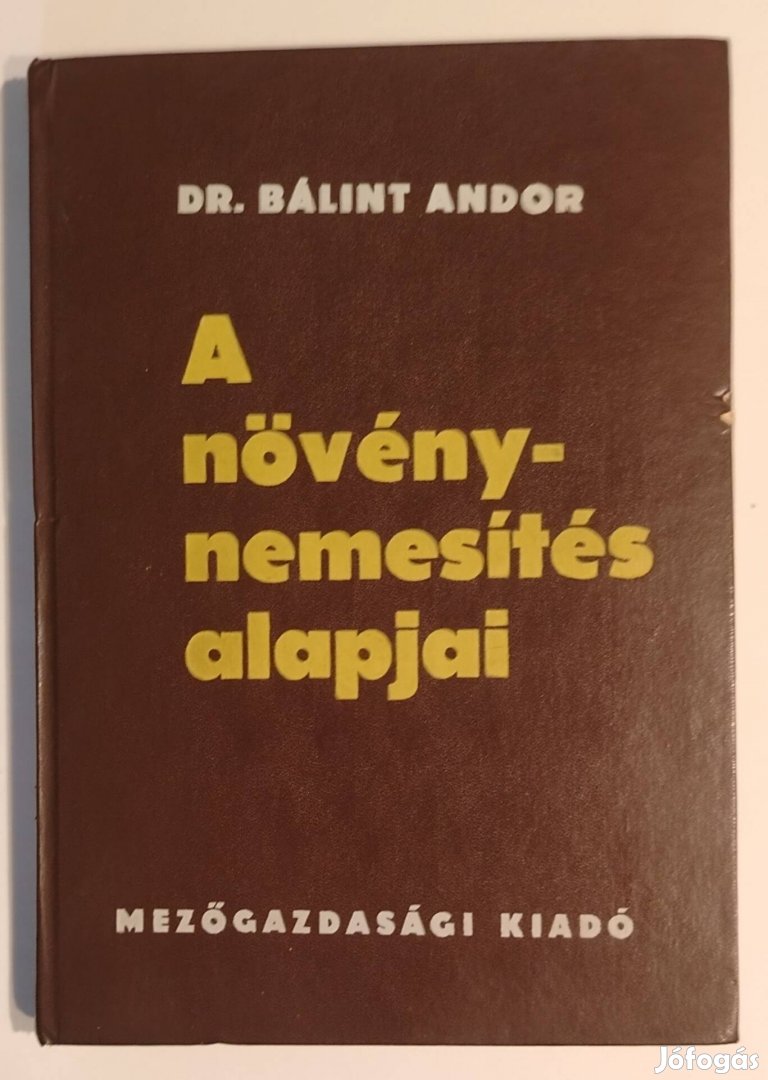 DR. BÁLINT ANDOR
A
növény-
nemesítés
alapjai
MEZŐGAZDASÁGI KIADÓ
Jófogás